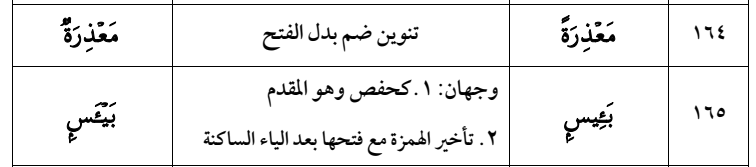 ١٦٤ مَعْذِرَةً تنوين ضم بدل الفتح مَعْذِرَةٌ
١٦٥ بَـِٔيسٍۭ وجهان: ١. كحفص وهو المقدم بَيْـَٔسٍۭ
٢. تأخير الهمزة مع فتحها بعد الياء الساكنة